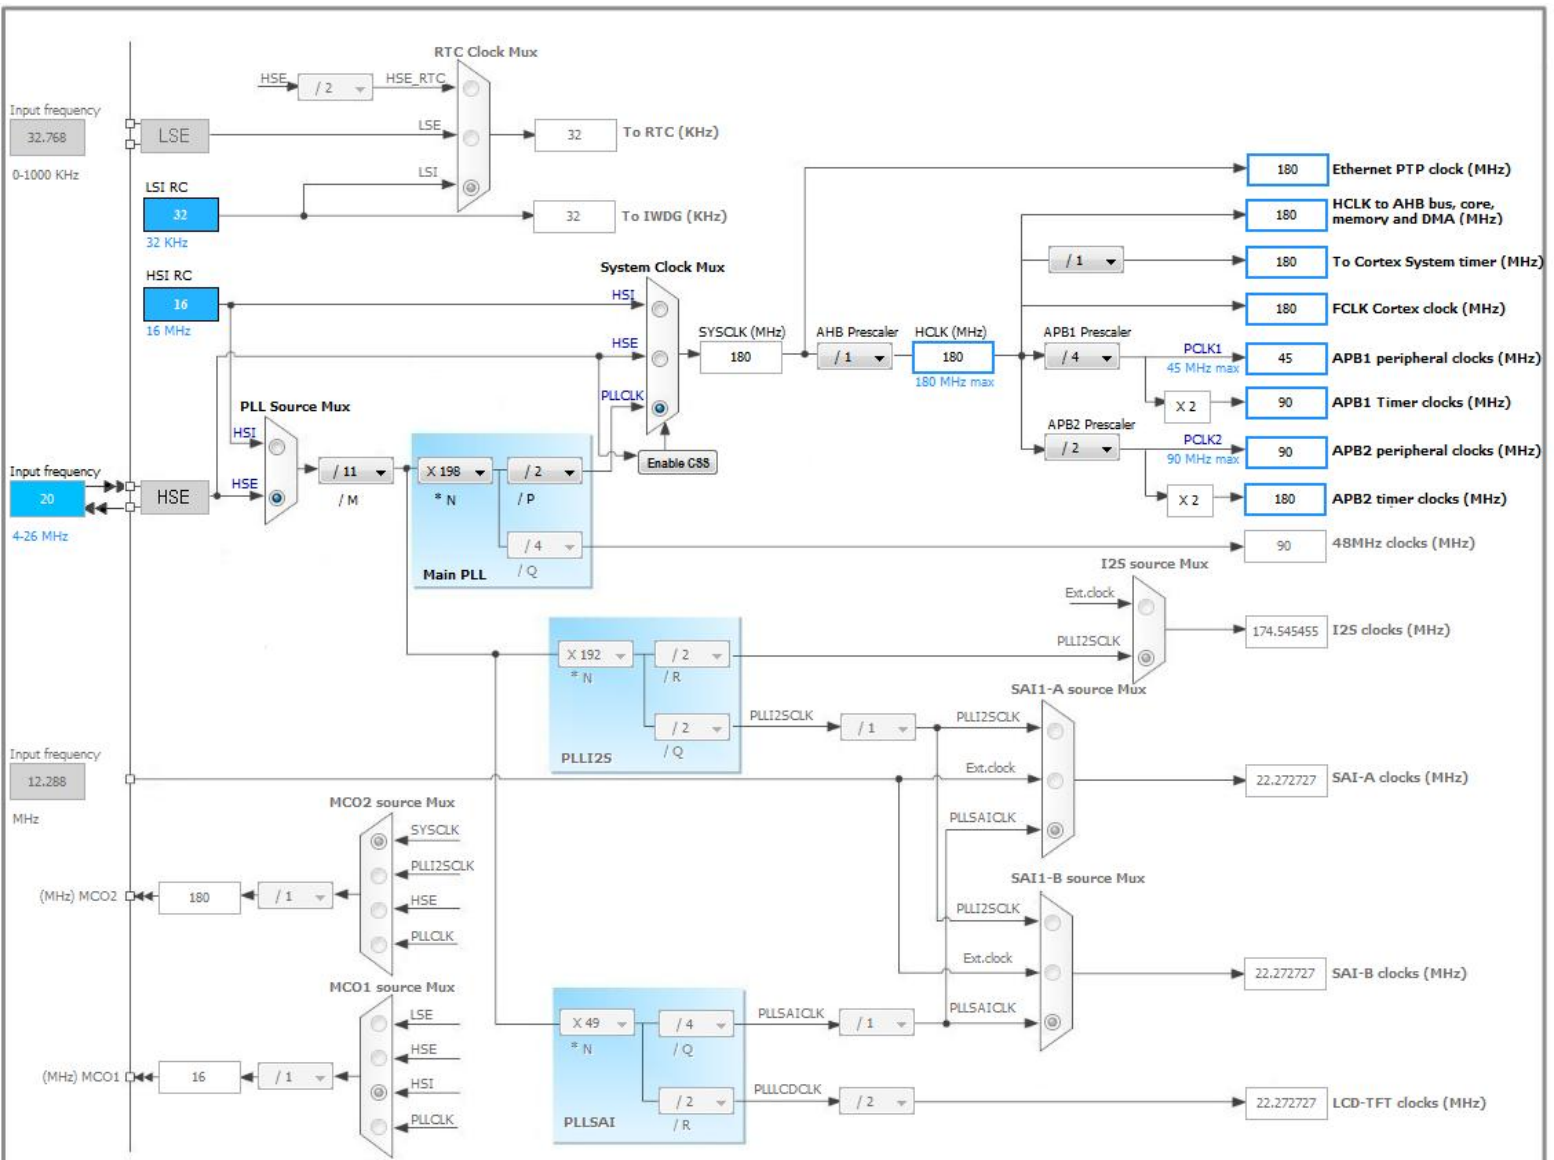 RTC Clock Mux
HSE
/ 2
HSE_RTC
Input frequency
32.768
0-1000 KHz
LSE
LSE
32
To RTC (KHz)
LSI
LSI RC
32
32 KHz
32
To IWDG (KHz)
HSI RC
16
16 MHz
System Clock Mux
HSI
HSE
PLLCLK
SYSCLK (MHz)
180
AHB Prescaler
/ 1
HCLK (MHz)
180
180 MHz max
180
Ethernet PTP clock (MHz)
180
HCLK to AHB bus, core,
memory and DMA (MHz)
/ 1
180
To Cortex System timer (MHz)
180
FCLK Cortex clock (MHz)
APB1 Prescaler
/ 4
PCLK1
45 MHz max
45
APB1 peripheral clocks (MHz)
X 2
90
APB1 Timer clocks (MHz)
APB2 Prescaler
/ 2
PCLK2
90 MHz max
90
APB2 peripheral clocks (MHz)
X 2
180
APB2 timer clocks (MHz)
PLL Source Mux
HSI
HSE
Input frequency
20
4-26 MHz
HSE
/ 11
/ M
X 198
* N
/ 2
/ P
/ 4
/ Q
Main PLL
Enable CSS
90
48MHz clocks (MHz)
I2S source Mux
Ext.clock
PLLI2SCLK
174.545455
I2S clocks (MHz)
X 192
* N
/ 2
/ R
/ 2
/ Q
PLLI2S
PLLI2SCLK
/ 1
SAI1-A source Mux
PLLI2SCLK
Ext.clock
PLLSAICLK
22.272727
SAI-A clocks (MHz)
Input frequency
12.288
MHz
MCO2 source Mux
SYSCLK
PLLI2SCLK
HSE
PLLCLK
(MHz) MCO2
180
/ 1
SAI1-B source Mux
PLLI2SCLK
Ext.clock
PLLSAICLK
22.272727
SAI-B clocks (MHz)
MCO1 source Mux
LSE
HSE
HSI
PLLCLK
(MHz) MCO1
16
/ 1
X 49
* N
/ 4
/ Q
/ 2
/ R
PLLSAI
PLLSAICLK
/ 1
PLLLCDCLK
/ 2
22.272727
LCD-TFT clocks (MHz)